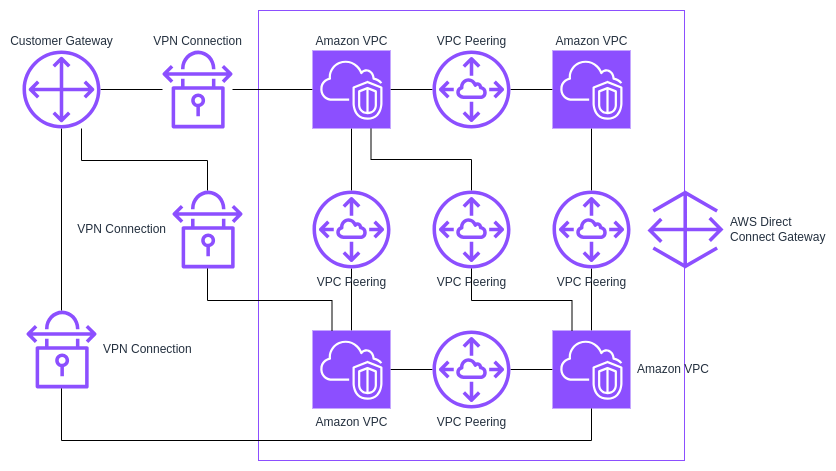 Customer Gateway
VPN Connection
Amazon VPC
VPC Peering
Amazon VPC
VPN Connection
AWS Direct
Connect Gateway
VPC Peering
VPC Peering
VPC Peering
VPN Connection
Amazon VPC
Amazon VPC
VPC Peering